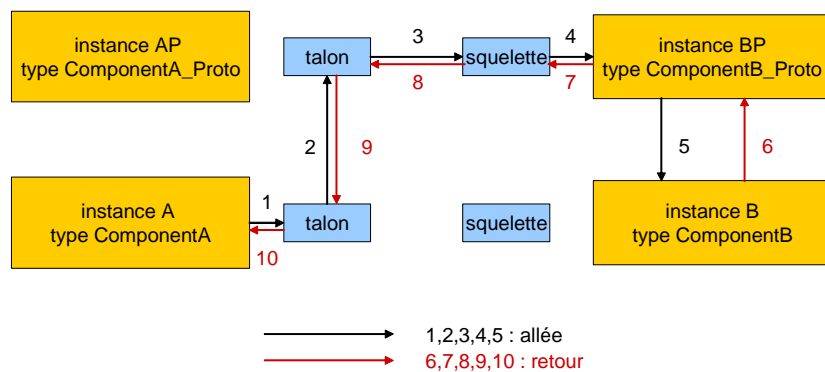 instance AP
type ComponentA_Proto
talon
3
8
squelette
4
7
instance BP
type ComponentB_Proto
2
9
5
6
instance A
type ComponentA
1
10
talon
squelette
instance B
type ComponentB
1,2,3,4,5 : allée
6,7,8,9,10 : retour